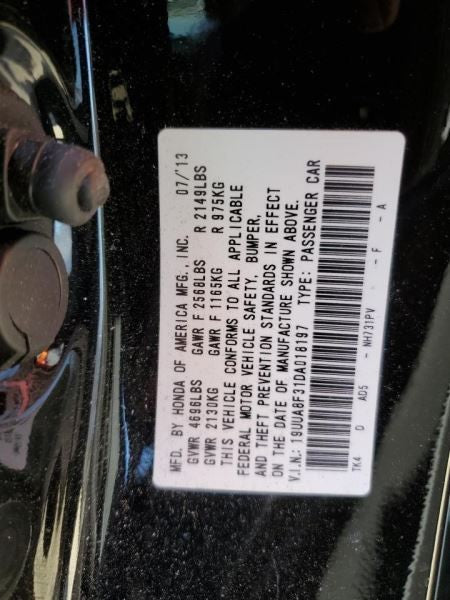 MFD. BY HONDA OF AMERICA MFG., INC. 07/'13
GVWR 4696LBS GAWR F 2568LBS R 2149LBS
GVWR 2130KG GAWR F 1165KG R 975KG
THIS VEHICLE CONFORMS TO ALL APPLICABLE
FEDERAL MOTOR VEHICLE SAFETY, BUMPER,
AND THEFT PREVENTION STANDARDS IN EFFECT
ON THE DATE OF MANUFACTURE SHOWN ABOVE.
V.I.N.: 19UUA8F31DA018197 TYPE: PASSENGER CAR
TK4 D AD5 - NH731PV - F - A